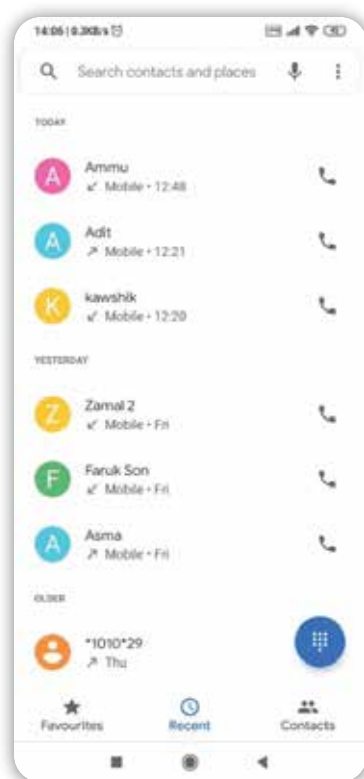 14:05 | 0.3KB/s
Search contacts and places
TODAY
A
Ammu
Mobile • 12:48
A
Adit
Mobile • 12:21
K
kawshik
Mobile • 12:20
YESTERDAY
Z
Zamal 2
Mobile • Fri
F
Faruk Son
Mobile • Fri
A
Asma
Mobile • Fri
OLDER
*1010*29
Thu
Favourites
Recent
Contacts